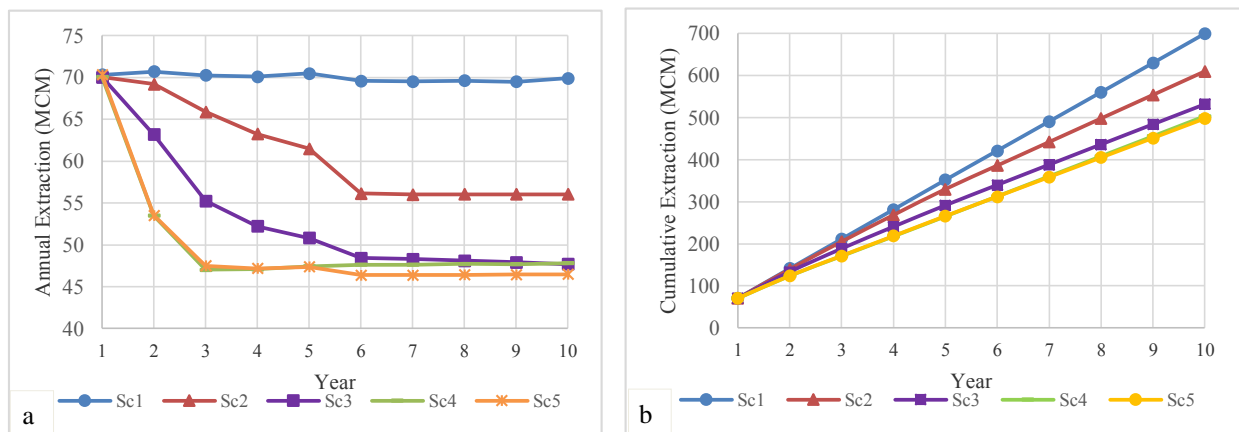 Annual Extraction (MCM)
75
70
65
60
55
50
45
40
1 2 3 4 5 6 7 8 9 10
Year
Sc1 Sc2 Sc3 Sc4 Sc5
a
Cumulative Extraction (MCM)
700
600
500
400
300
200
100
0
1 2 3 4 5 6 7 8 9 10
Year
Sc1 Sc2 Sc3 Sc4 Sc5
b